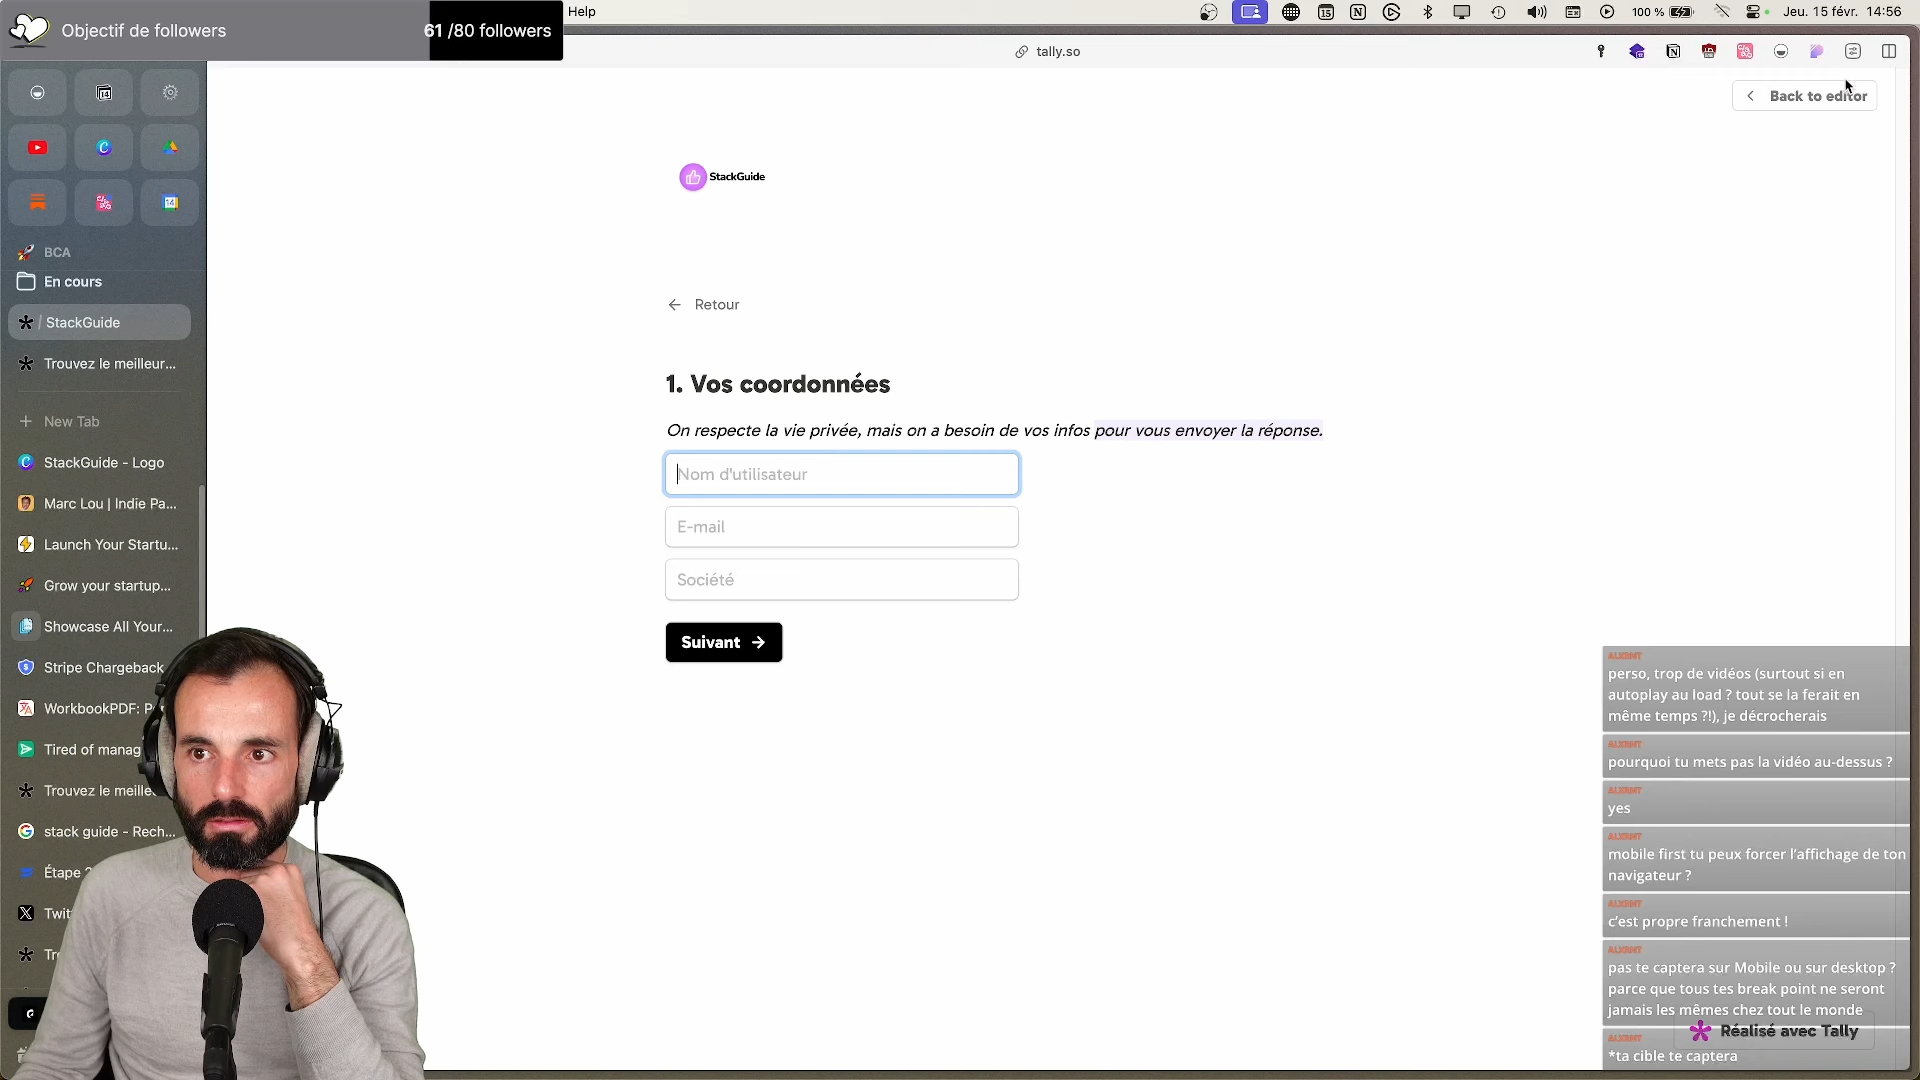 Objectif de followers
61 /80 followers
Help
100 %
Jeu. 15 févr. 14:56
tally.so
Back to editor
StackGuide
BCA
En cours
/ StackGuide
Trouvez le meilleur...
New Tab
StackGuide - Logo
Marc Lou | Indie Pa...
Launch Your Startu...
Grow your startup...
Showcase All Your...
Stripe Chargeback
WorkbookPDF:
Tired of manag
Trouvez le meille
stack guide - Rech...
Étape
Retour
1. Vos coordonnées
On respecte la vie privée, mais on a besoin de vos infos pour vous envoyer la réponse.
Nom d'utilisateur
E-mail
Société
Suivant
ALXRNT
perso, trop de vidéos (surtout si en
autoplay au load ? tout se la ferait en
même temps ?!), je décrocherais
ALXRNT
pourquoi tu mets pas la vidéo au-dessus ?
ALXRNT
yes
ALXRNT
mobile first tu peux forcer l'affichage de ton
navigateur ?
ALXRNT
c'est propre franchement !
ALXRNT
pas te captera sur Mobile ou sur desktop ?
parce que tous tes break point ne seront
jamais les mêmes chez tout le monde
Réalisé avec Tally
ALXRNT
*ta cible te captera